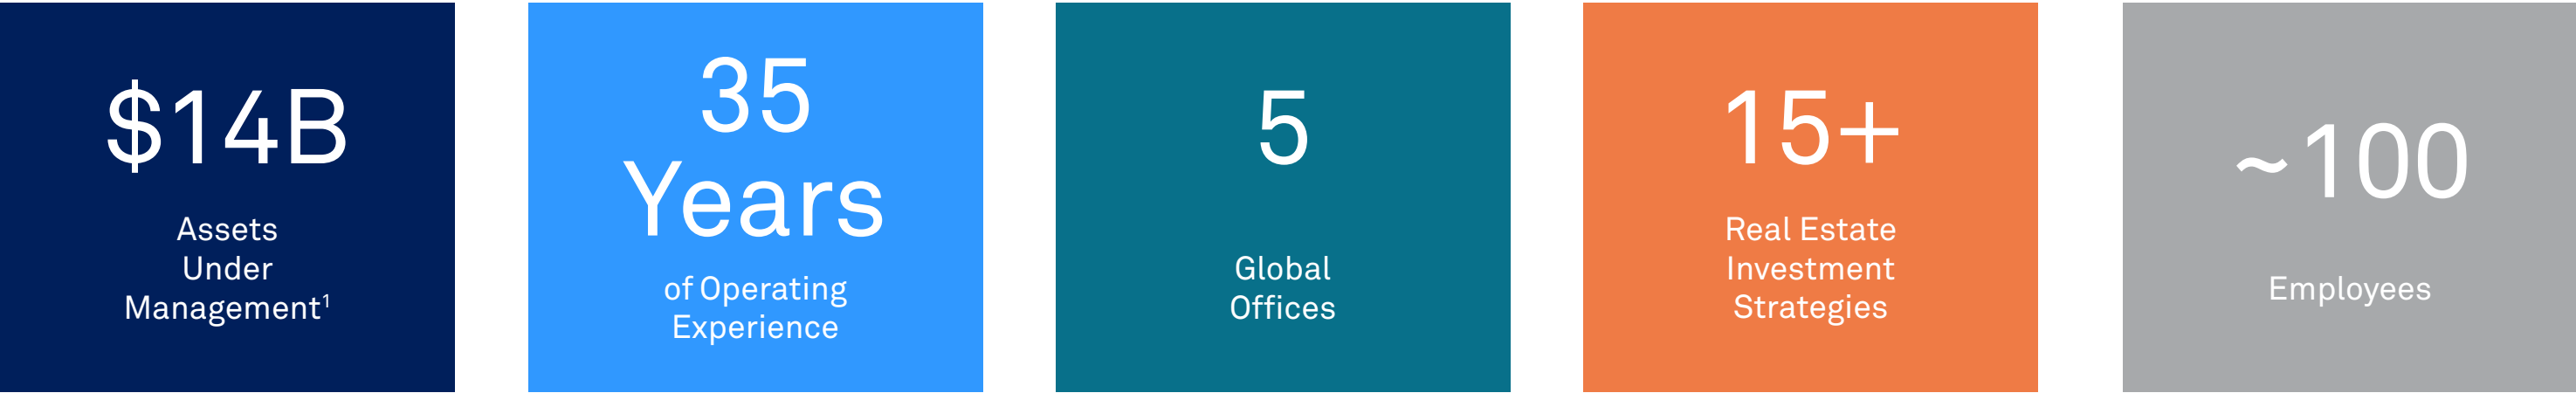 $14B
Assets
Under
Management¹
35
Years
of Operating
Experience
5
Global
Offices
15+
Real Estate
Investment
Strategies
~100
Employees